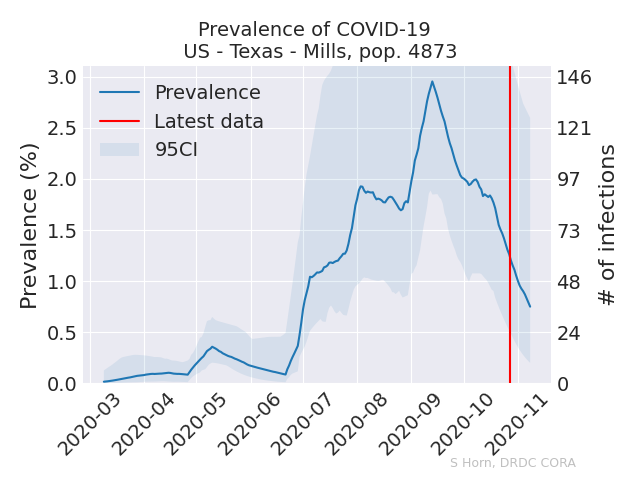 Prevalence of COVID-19
US - Texas - Mills, pop. 4873
Prevalence
Latest data
95CI
Prevalence (%)
3.0
2.5
2.0
1.5
1.0
0.5
0.0
146
121
97
73
48
24
0
# of infections
2020-03
2020-04
2020-05
2020-06
2020-07
2020-08
2020-09
2020-10
2020-11
S Horn, DRDC CORA